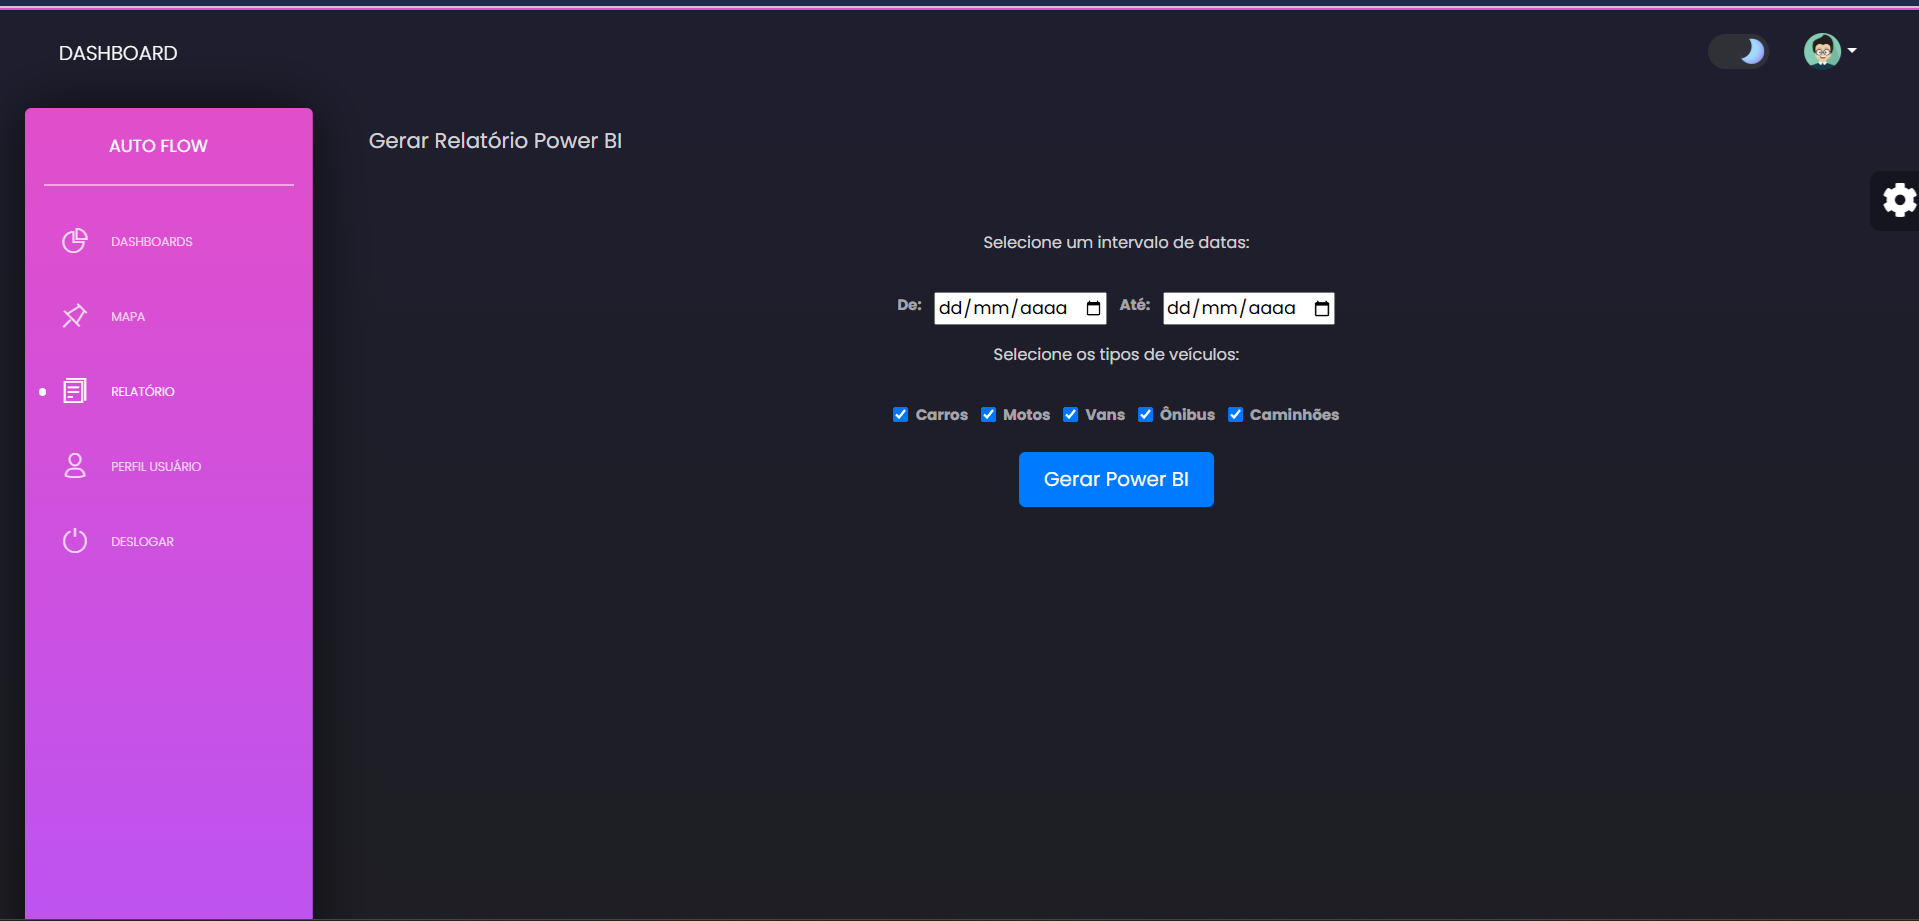 DASHBOARD
AUTO FLOW
DASHBOARDS
MAPA
RELATÓRIO
PERFIL USUÁRIO
DESLOGAR
Gerar Relatório Power BI
Selecione um intervalo de datas:
De: dd/mm/aaaa Até: dd/mm/aaaa
Selecione os tipos de veículos:
Carros Motos Vans Ônibus Caminhões
Gerar Power BI